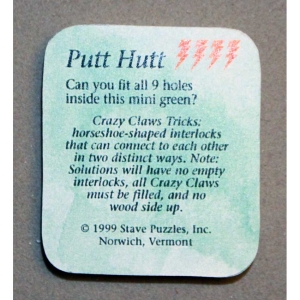 Putt Hutt
Can you fit all 9 holes
inside this mini green?
Crazy Claws Tricks:
horseshoe-shaped interlocks
that can connect to each other
in two distinct ways. Note:
Solutions will have no empty
interlocks, all Crazy Claws
must be filled, and no
wood side up.
© 1999 Stave Puzzles, Inc.
Norwich, Vermont